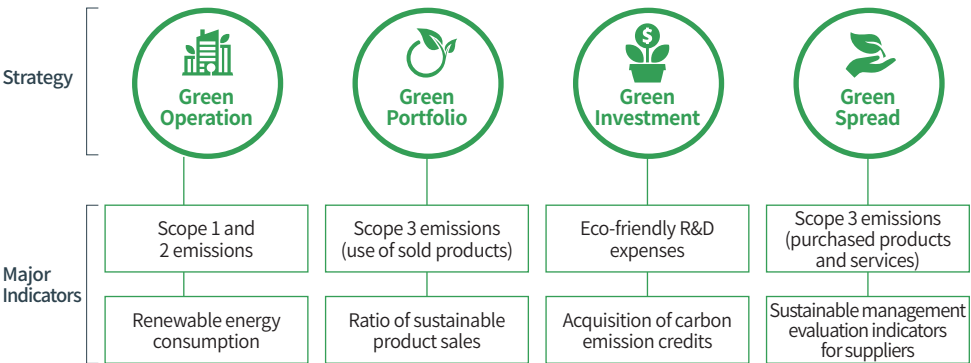 Strategy
Green
Operation
Green
Portfolio
$
Green
Investment
Green
Spread
Major
Indicators
Scope 1 and
2 emissions
Scope 3 emissions
(use of sold products)
Eco-friendly R&D
expenses
Scope 3 emissions
(purchased products
and services)
Renewable energy
consumption
Ratio of sustainable
product sales
Acquisition of carbon
emission credits
Sustainable management
evaluation indicators
for suppliers